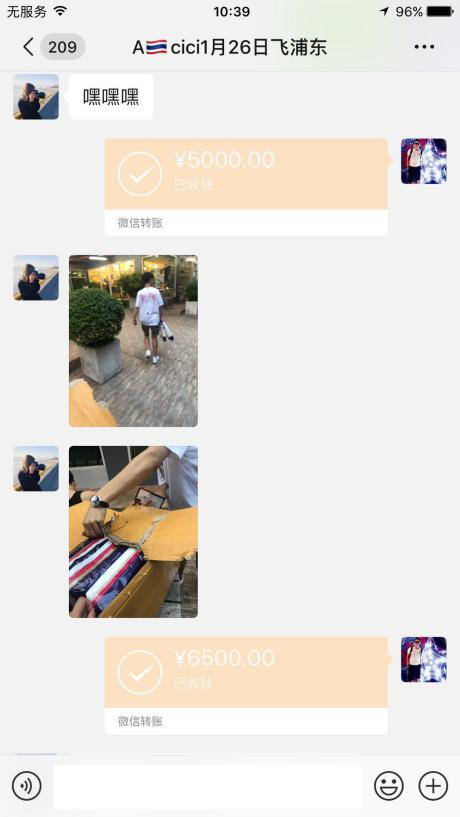 无服务 10:39 96%
209 A🇹🇭cici1月26日飞浦东
嘿嘿嘿
¥5000.00
已收钱
微信转账
¥6500.00
已收钱
微信转账